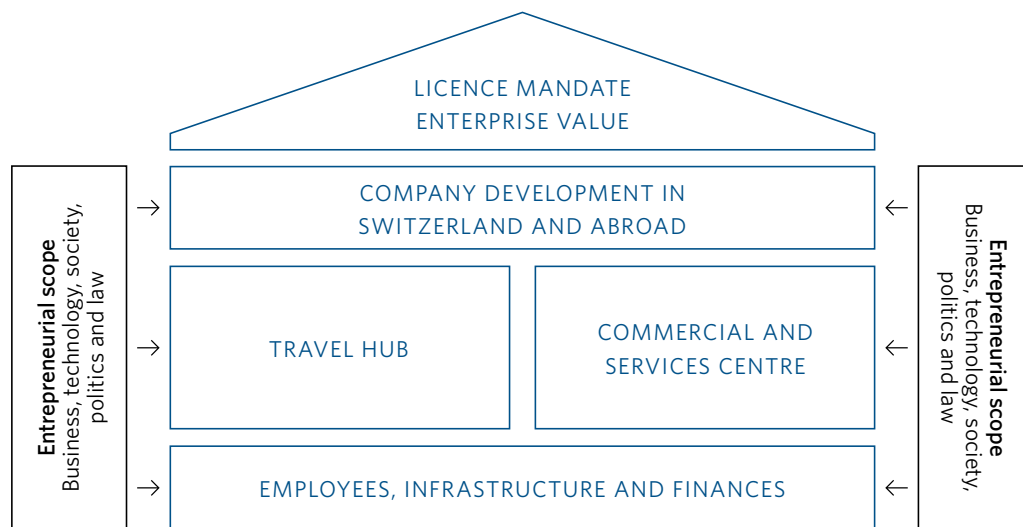 LICENCE MANDATE
ENTERPRISE VALUE
Entrepreneurial scope
Business, technology, society,
politics and law
COMPANY DEVELOPMENT IN
SWITZERLAND AND ABROAD
TRAVEL HUB
COMMERCIAL AND
SERVICES CENTRE
EMPLOYEES, INFRASTRUCTURE AND FINANCES
Entrepreneurial scope
Business, technology, society,
politics and law